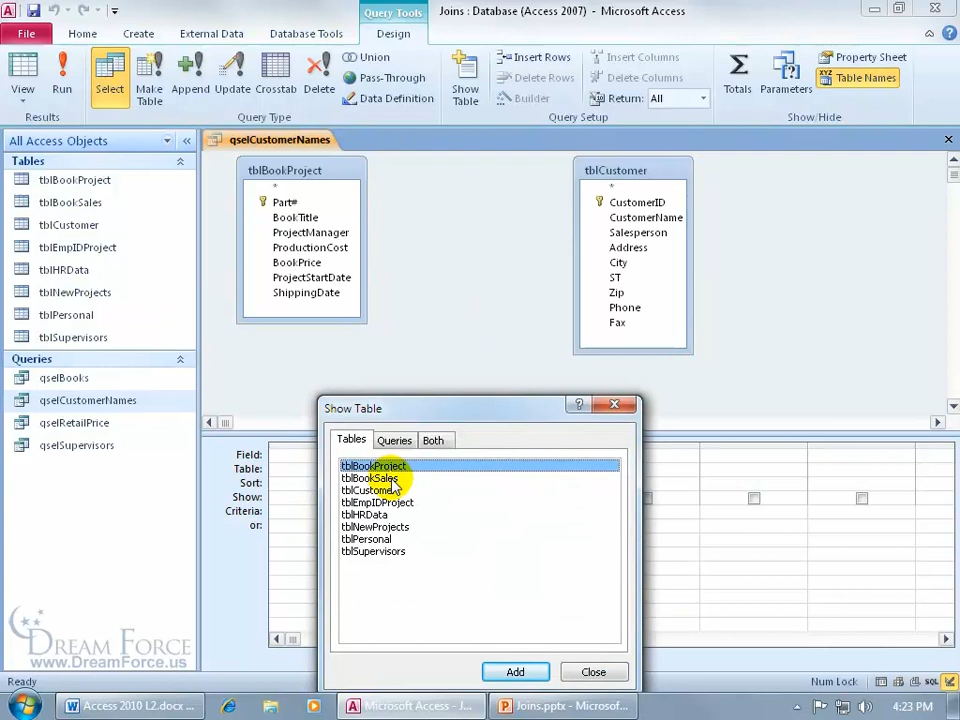 Query Tools
Joins : Database (Access 2007) - Microsoft Access
File Home Create External Data Database Tools Design
View
Run
Select
Make Table
Append
Update
Crosstab
Delete
Union
Pass-Through
Data Definition
Show Table
Insert Rows
Delete Rows
Builder
Insert Columns
Delete Columns
Return: All
Totals
Parameters
Property Sheet
Table Names
Results
Query Type
Query Setup
Show/Hide
All Access Objects
Tables
tblBookProject
tblBookSales
tblCustomer
tblEmpIDProject
tblHRData
tblNewProjects
tblPersonal
tblSupervisors
Queries
qselBooks
qselCustomerNames
qselRetailPrice
qselSupervisors
qselCustomerNames
tblBookProject
*
Part#
BookTitle
ProjectManager
ProductionCost
BookPrice
ProjectStartDate
ShippingDate
tblCustomer
*
CustomerID
CustomerName
Salesperson
Address
City
ST
Zip
Phone
Fax
Field:
Table:
Sort:
Show:
Criteria:
or:
Show Table
Tables Queries Both
tblBookProject
tblBookSales
tblCustomer
tblEmpIDProject
tblHRData
tblNewProjects
tblPersonal
tblSupervisors
Add Close
DREAM FORCE
www.DreamForce.us
Ready
Num Lock
SQL
Access 2010 L2.docx ...
Microsoft Access - J...
Joins.pptx - Microsof...
4:23 PM